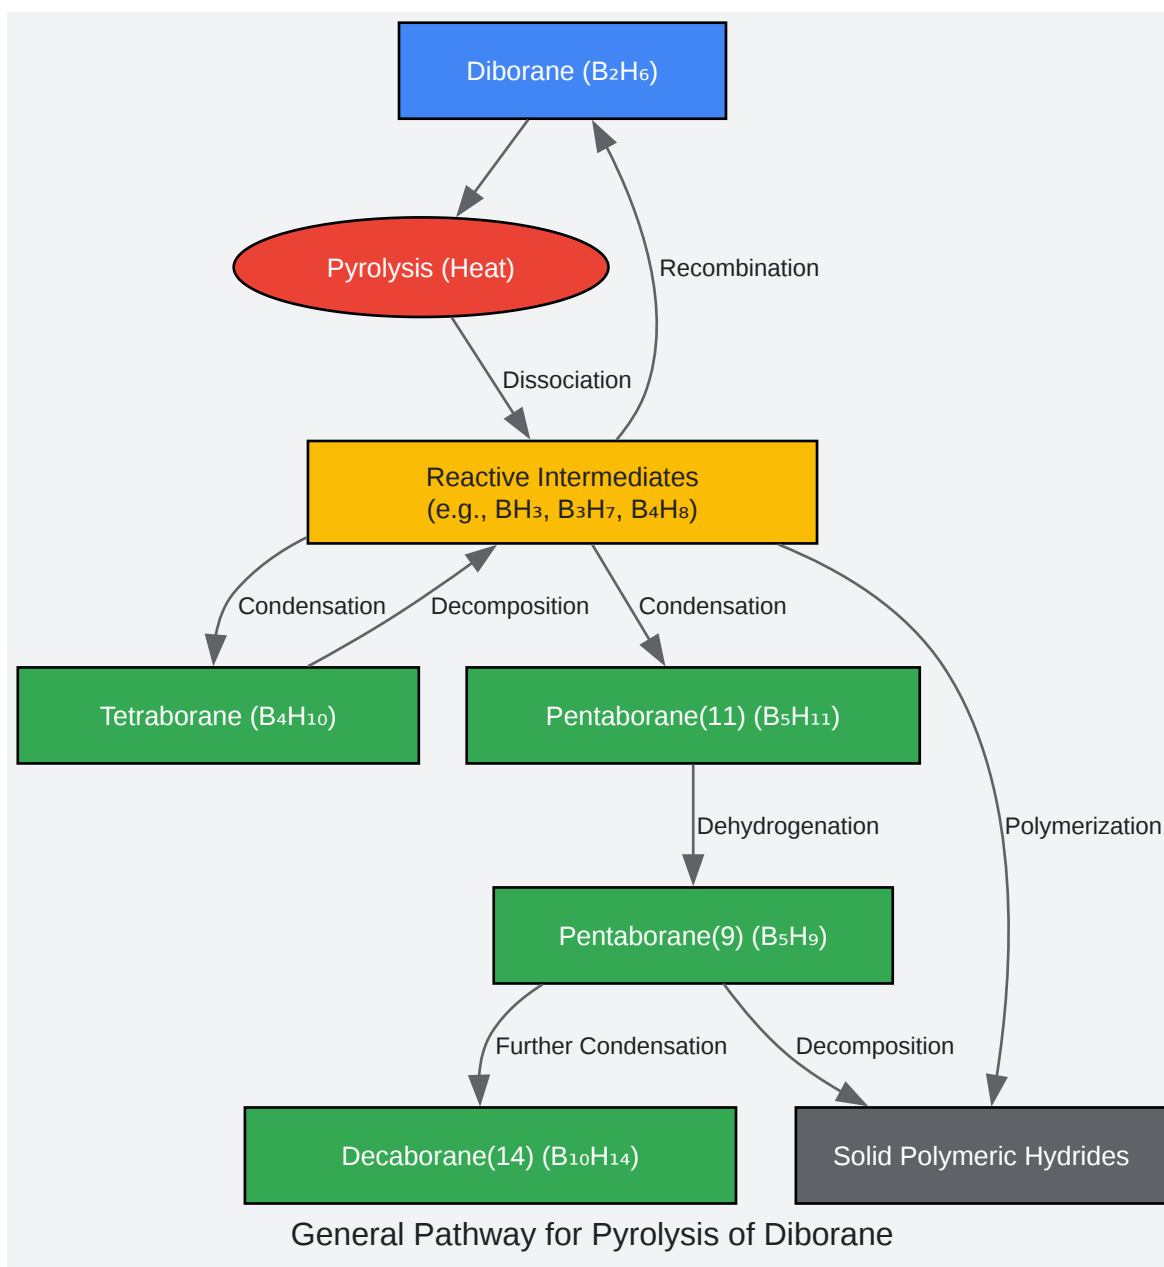 Diborane (B₂H₆)
Pyrolysis (Heat)
Recombination
Dissociation
Reactive Intermediates
(e.g., BH₃, B₃H₇, B₄H₈)
Condensation
Decomposition
Condensation
Tetraborane (B₄H₁₀)
Pentaborane(11) (B₅H₁₁)
Dehydrogenation
Polymerization
Pentaborane(9) (B₅H₉)
Further Condensation
Decomposition
Decaborane(14) (B₁₀H₁₄)
Solid Polymeric Hydrides
General Pathway for Pyrolysis of Diborane